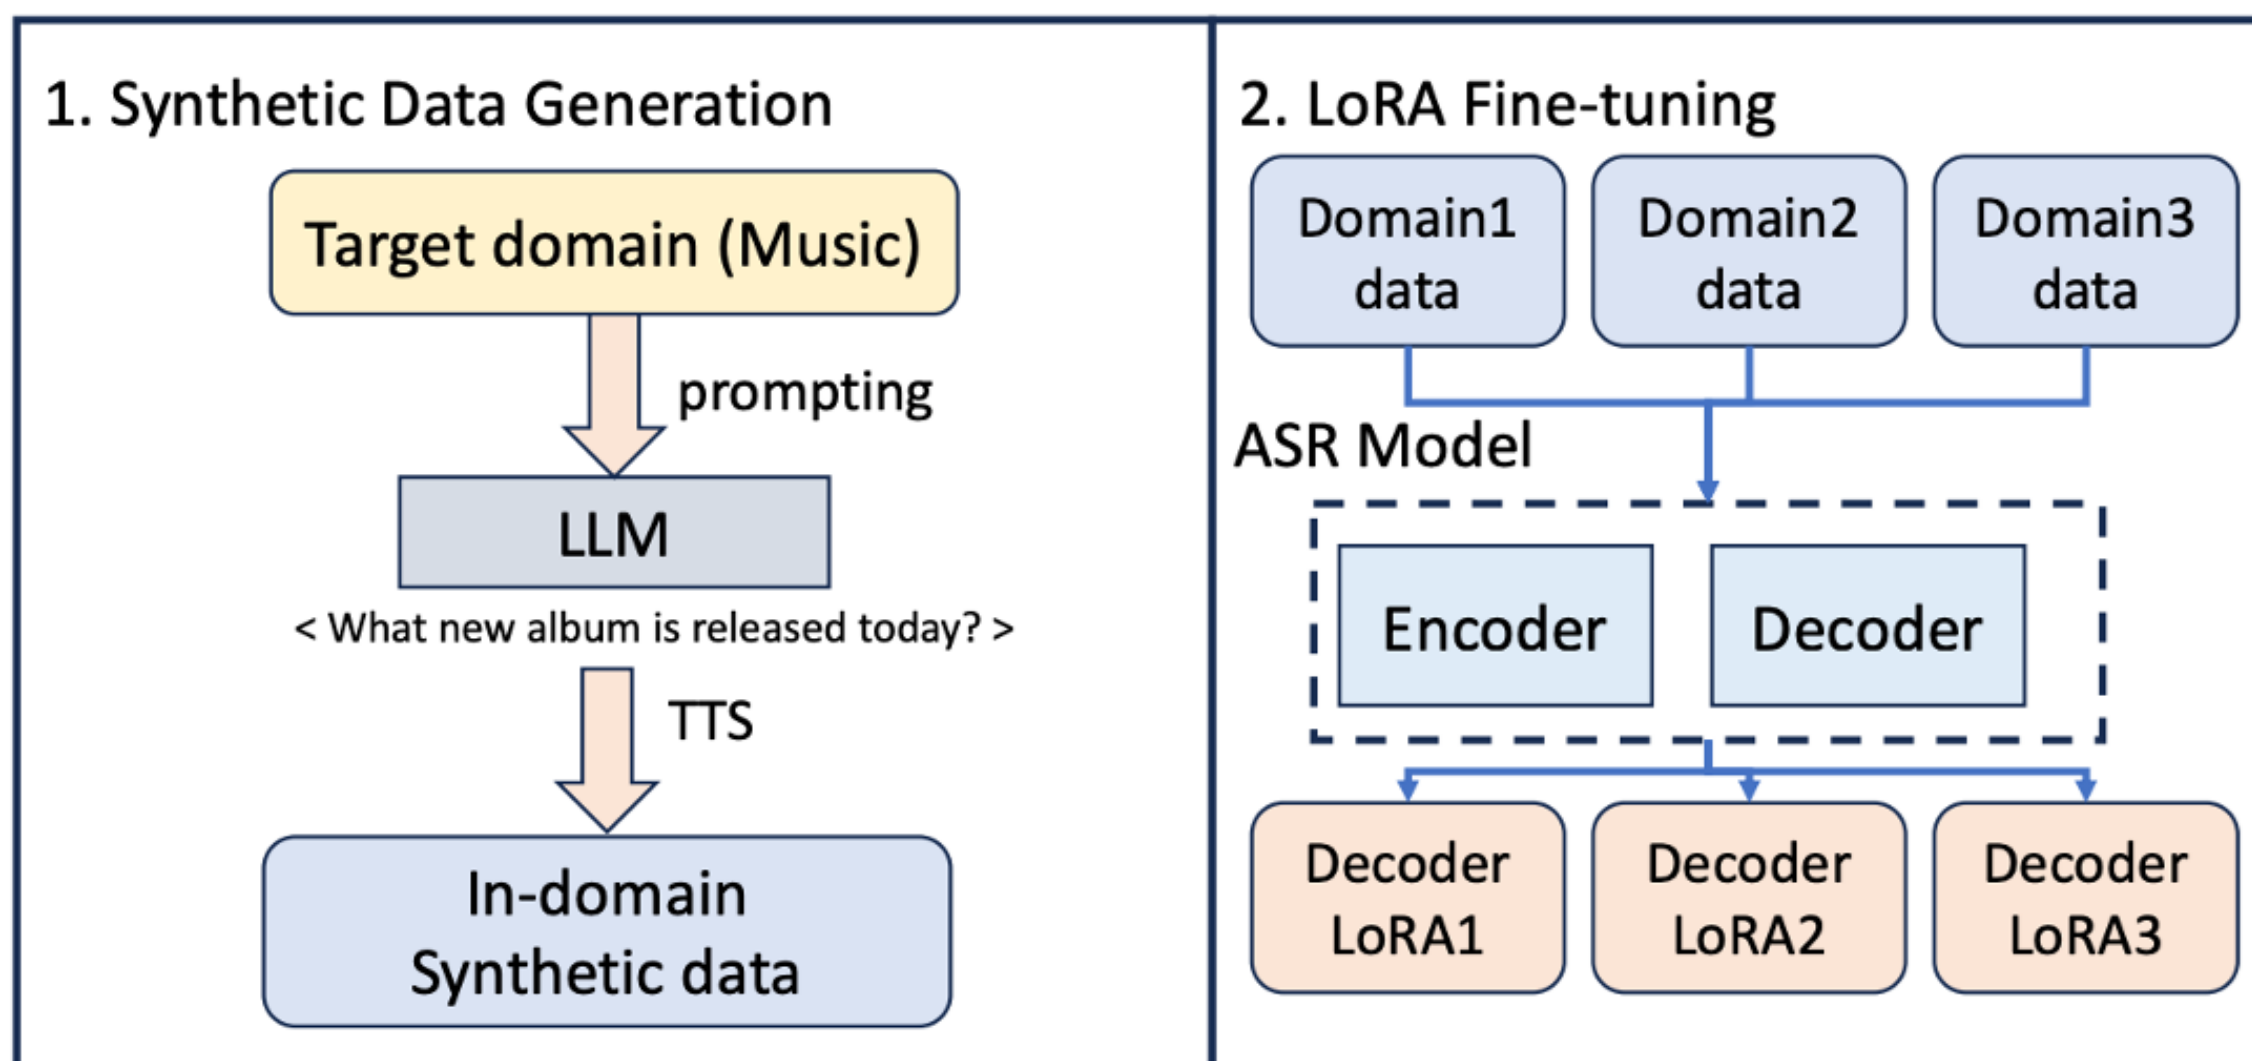 1. Synthetic Data Generation
Target domain (Music)
prompting
LLM
< What new album is released today? >
TTS
In-domain
Synthetic data
2. LoRA Fine-tuning
Domain1
data
Domain2
data
Domain3
data
ASR Model
Encoder
Decoder
Decoder
LoRA1
Decoder
LoRA2
Decoder
LoRA3